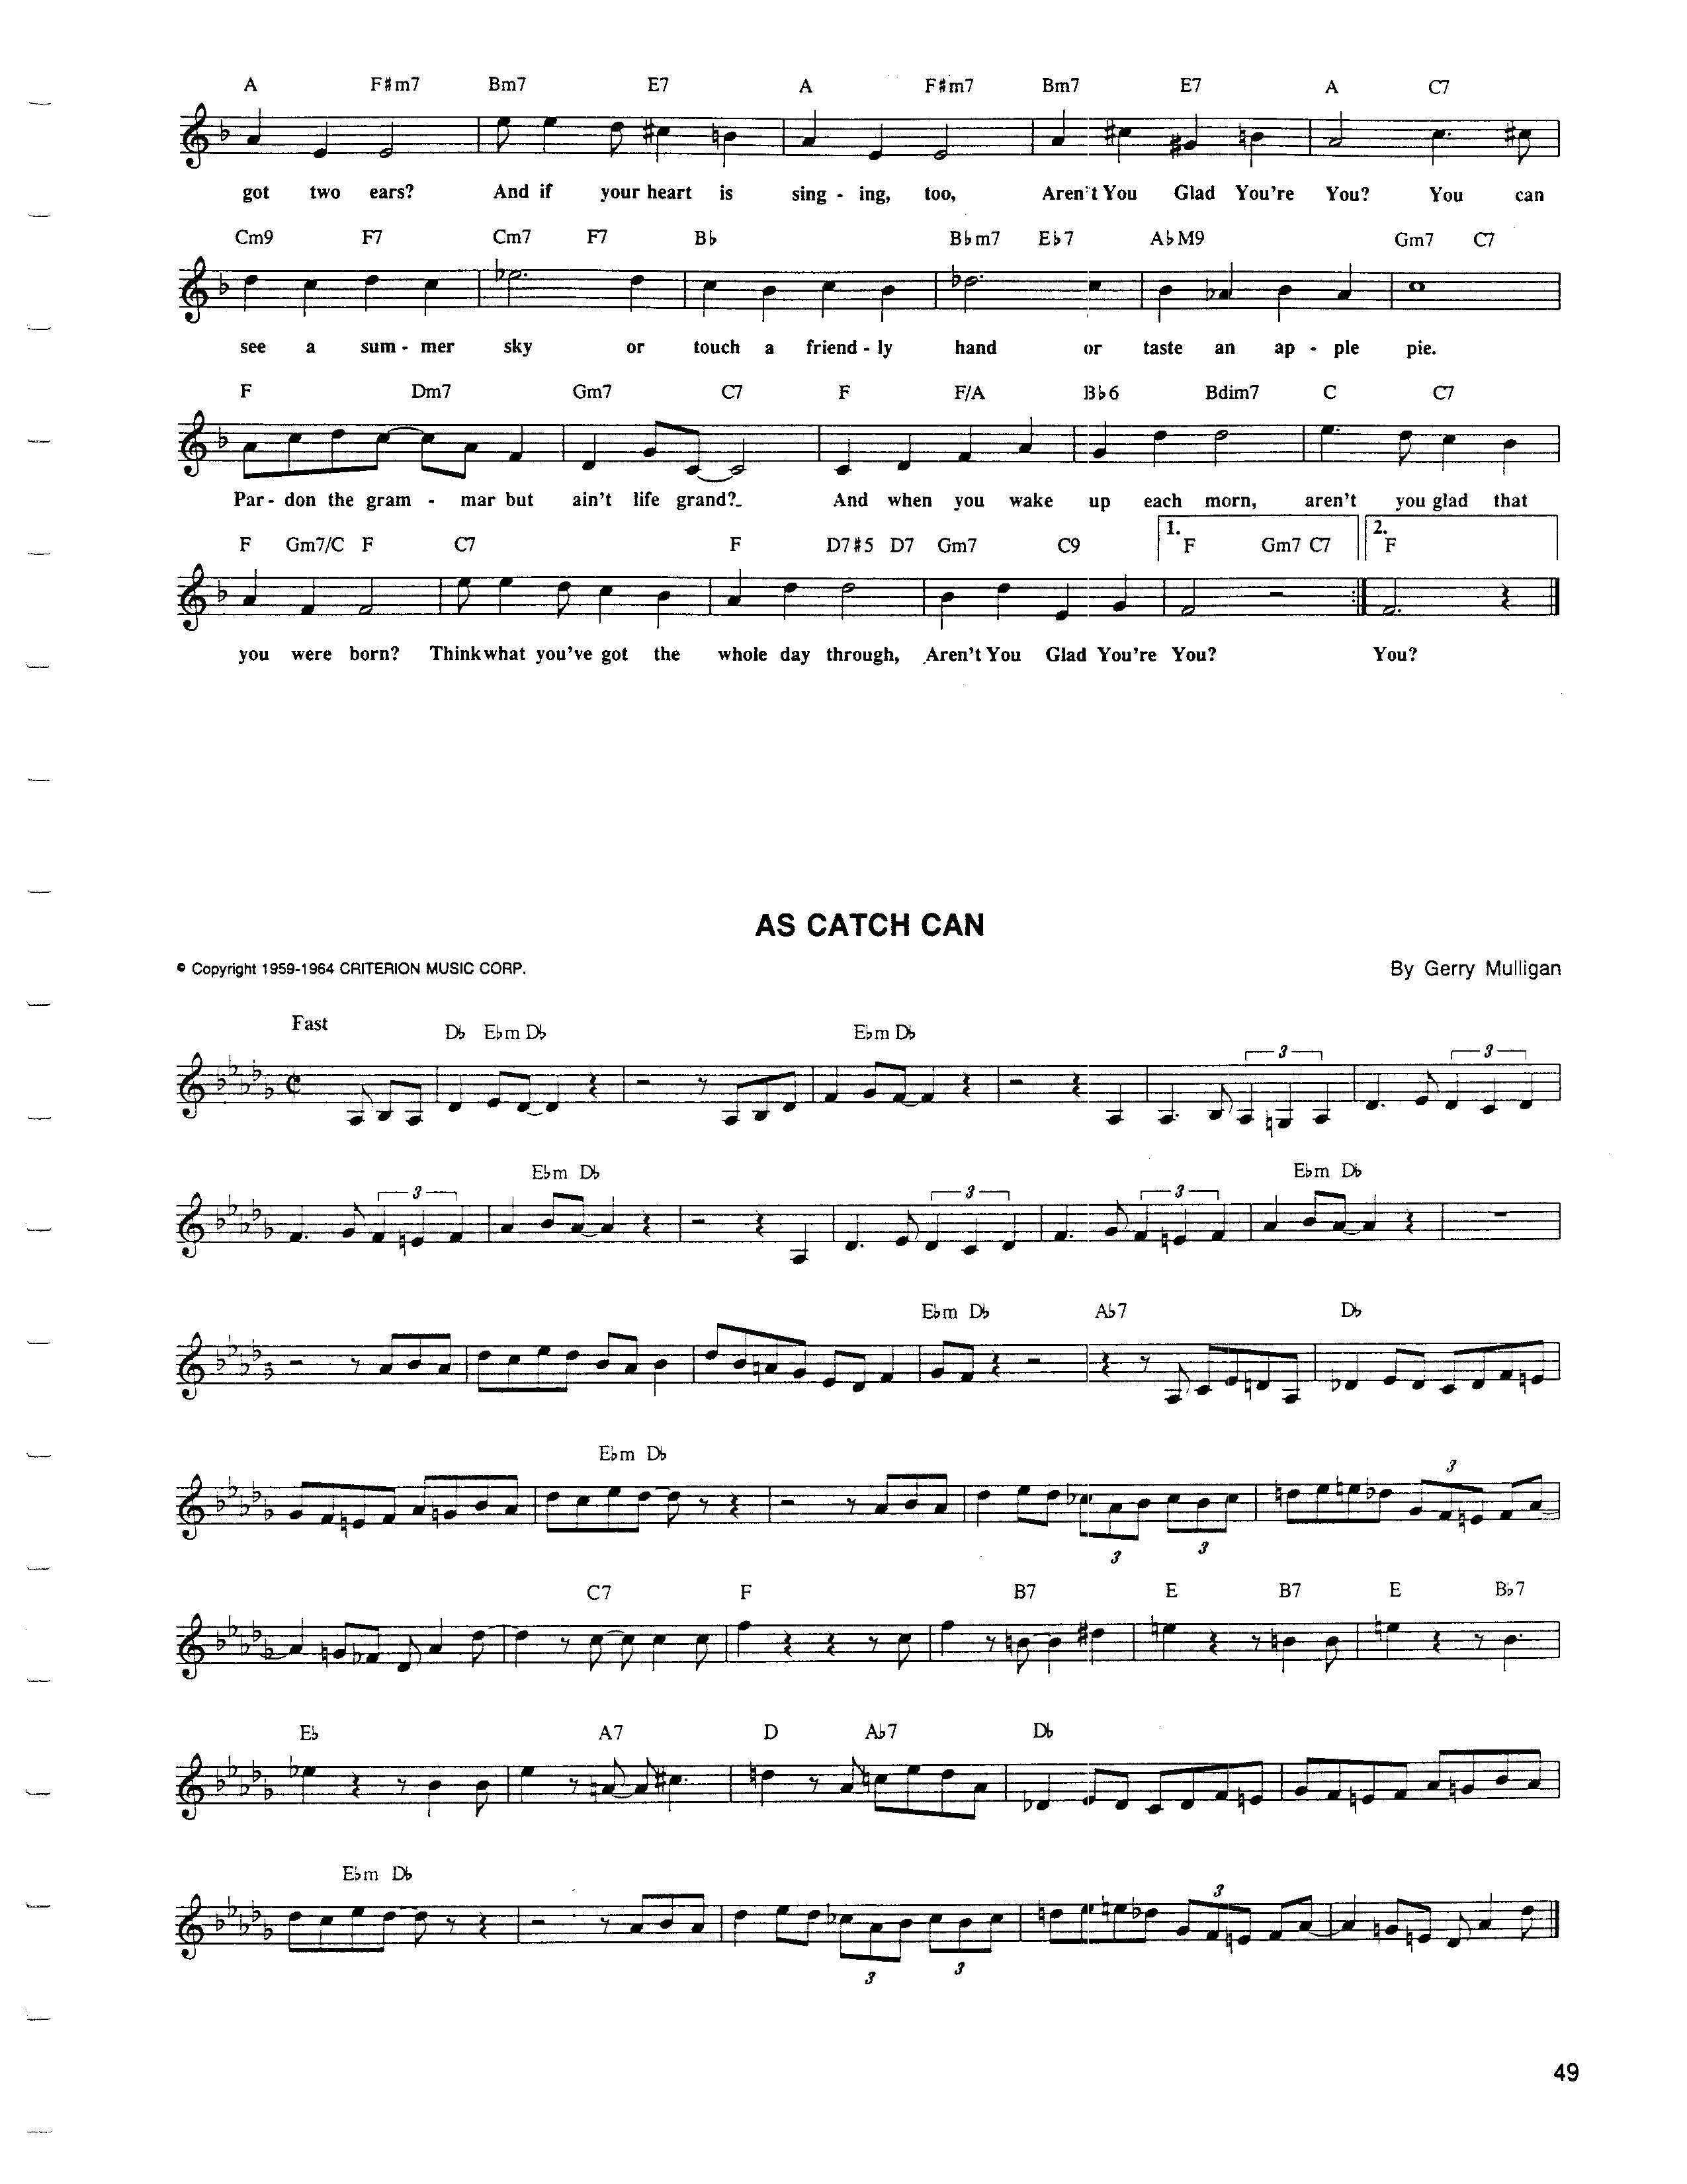 A F#m7 Bm7 E7 A F#m7 Bm7 E7 A C7
got two ears? And if your heart is sing - ing, too, Aren't You Glad You're You? You can
Cm9 F7 Cm7 F7 B♭ B♭m7 E♭7 A♭M9 Gm7 C7
see a sum - mer sky or touch a friend - ly hand or taste an ap - ple pie.
F Dm7 Gm7 C7 F F/A B♭6 Bdim7 C C7
Par - don the gram - mar but ain't life grand?_ And when you wake up each morn, aren't you glad that
1. 2.
F Gm7/C F C7 F D7#5 D7 Gm7 C9 F Gm7 C7 F
you were born? Think what you've got the whole day through, Aren't You Glad You're You? You?
AS CATCH CAN
© Copyright 1959-1964 CRITERION MUSIC CORP. By Gerry Mulligan
Fast
D♭ E♭m D♭ E♭m D♭
3 3
E♭m D♭ E♭m D♭
3 3 3
E♭m D♭ A♭7 D♭
E♭m D♭
3 3 3
C7 F B7 E B7 E B♭7
E♭ A7 D A♭7 D♭
E♭m D♭
3 3 3
49